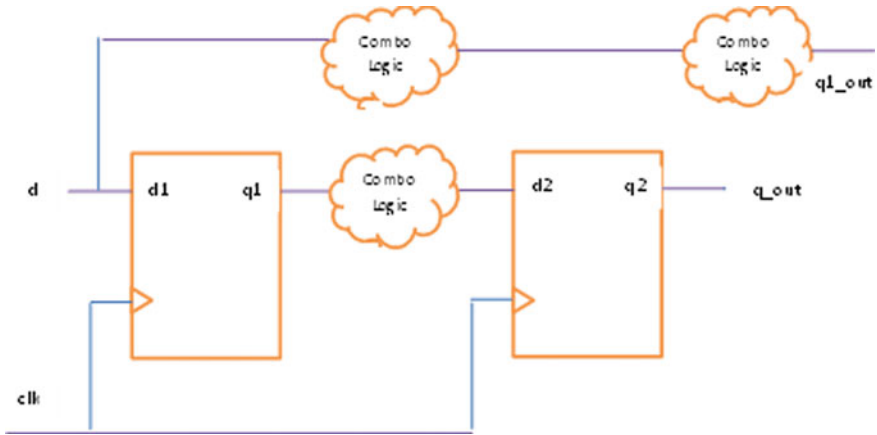 Combo
Logic
Combo
Logic
q1_out
d
d1
q1
Combo
Logic
d2
q2
q_out
clk